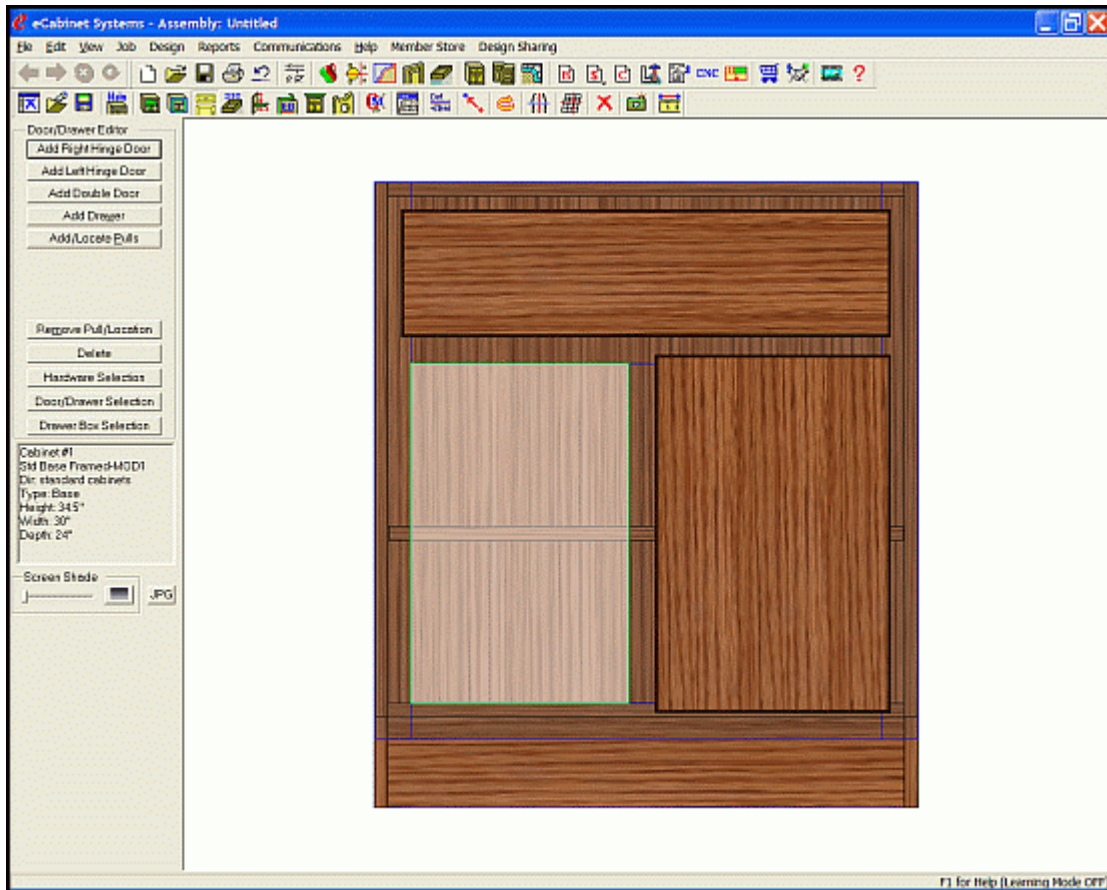 eCabinet Systems - Assembly: Untitled
File Edit View Job Design Reports Communications Help Member Store Design Sharing
CNC
Door/Drawer Editor
Add Right Hinge Door
Add Left Hinge Door
Add Double Door
Add Drawer
Add/Locate Pulls
Remove Pull/Location
Delete
Hardware Selection
Door/Drawer Selection
Drawer Box Selection
Cabinet #1
Std Base Framed-MOD1
Dir: standard cabinets
Type: Base
Height: 34.5"
Width: 30"
Depth: 24"
Screen Shade
JPG
F1 for Help (Learning Mode OFF)